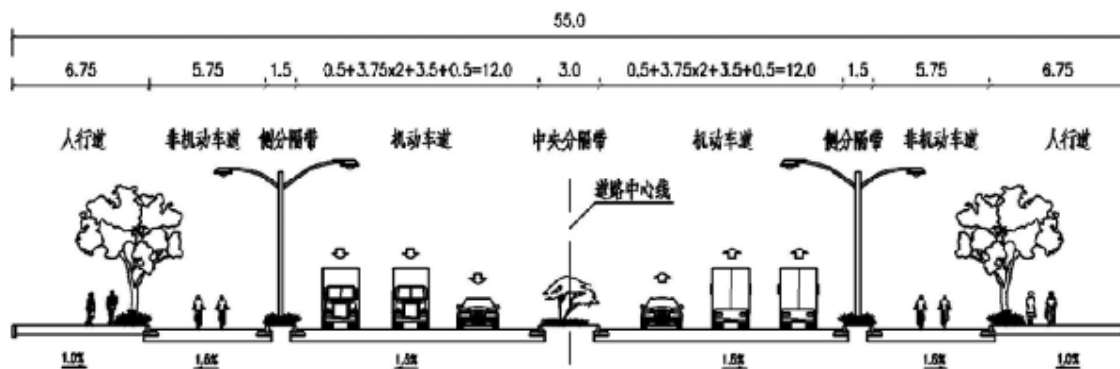 55.0
6.75 5.75 1.5 0.5+3.75x2+3.5+0.5=12.0 3.0 0.5+3.75x2+3.5+0.5=12.0 1.5 5.75 6.75
人行道 非机动车道 侧分隔带 机动车道 中央分隔带 机动车道 侧分隔带 非机动车道 人行道
道路中心线
1.0% 1.5% 1.5% 1.5% 1.5% 1.0%